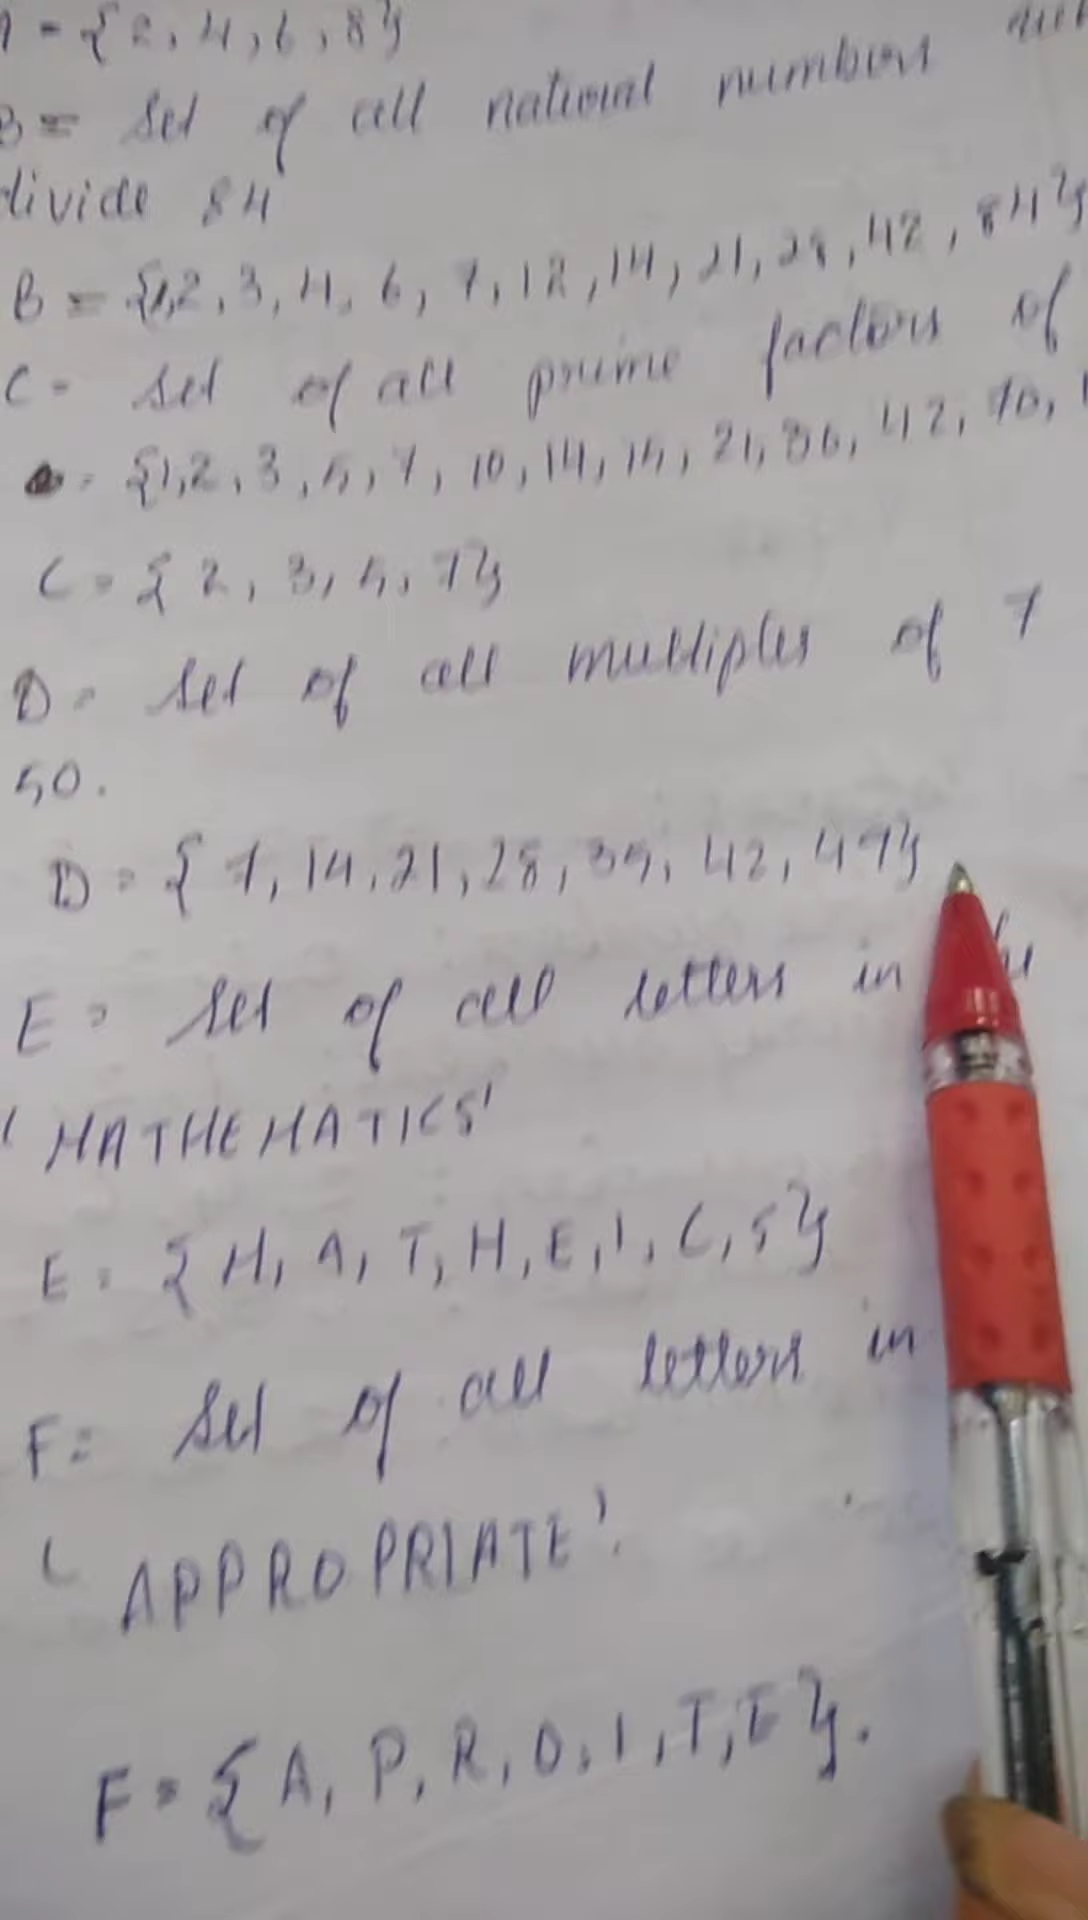 = {2, 4, 6, 8}
B = Set of all natural numbers
divide 84
B = {1,2, 3, 4, 6, 7, 12, 14, 21, 28, 42, 84}
C = Set of all prime factors of
= {1,2, 3, 5, 7, 10, 14, 15, 21, 30, 42, 70,
C = {2, 3, 5, 7}
D = Set of all multiples of 7
50.
D = {7, 14, 21, 28, 35, 42, 49}
E = Set of all letters in
'MATHEMATICS'
E = {M, A, T, H, E, I, C, S}
F = Set of all letters in
'APPROPRIATE'.
F = {A, P, R, O, I, T, E}.